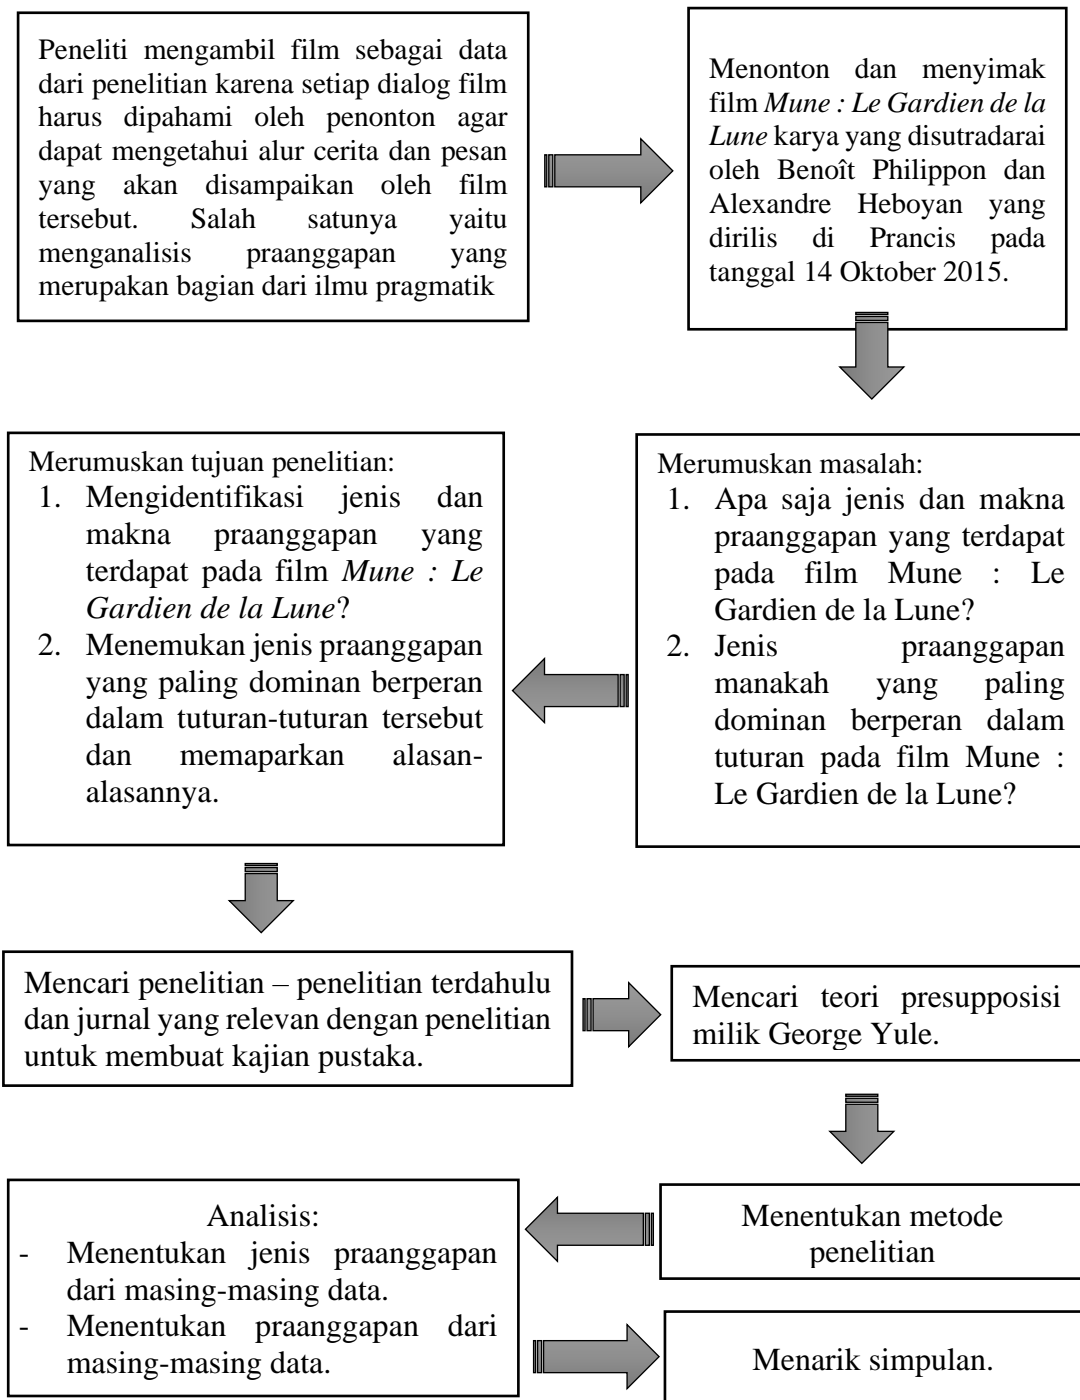 Peneliti mengambil film sebagai data
dari penelitian karena setiap dialog film
harus dipahami oleh penonton agar
dapat mengetahui alur cerita dan pesan
yang akan disampaikan oleh film
tersebut. Salah satunya yaitu
menganalisis praanggapan yang
merupakan bagian dari ilmu pragmatik
Menonton dan menyimak
film Mune : Le Gardien de la
Lune karya yang disutradarai
oleh Benoît Philippon dan
Alexandre Heboyan yang
dirilis di Prancis pada
tanggal 14 Oktober 2015.
Merumuskan masalah:
1. Apa saja jenis dan makna
praanggapan yang terdapat
pada film Mune : Le
Gardien de la Lune?
2. Jenis praanggapan
manakah yang paling
dominan berperan dalam
tuturan pada film Mune :
Le Gardien de la Lune?
Merumuskan tujuan penelitian:
1. Mengidentifikasi jenis dan
makna praanggapan yang
terdapat pada film Mune : Le
Gardien de la Lune?
2. Menemukan jenis praanggapan
yang paling dominan berperan
dalam tuturan-tuturan tersebut
dan memaparkan alasan-
alasannya.
Mencari penelitian – penelitian terdahulu
dan jurnal yang relevan dengan penelitian
untuk membuat kajian pustaka.
Mencari teori presupposisi
milik George Yule.
Menentukan metode
penelitian
Analisis:
- Menentukan jenis praanggapan
dari masing-masing data.
- Menentukan praanggapan dari
masing-masing data.
Menarik simpulan.